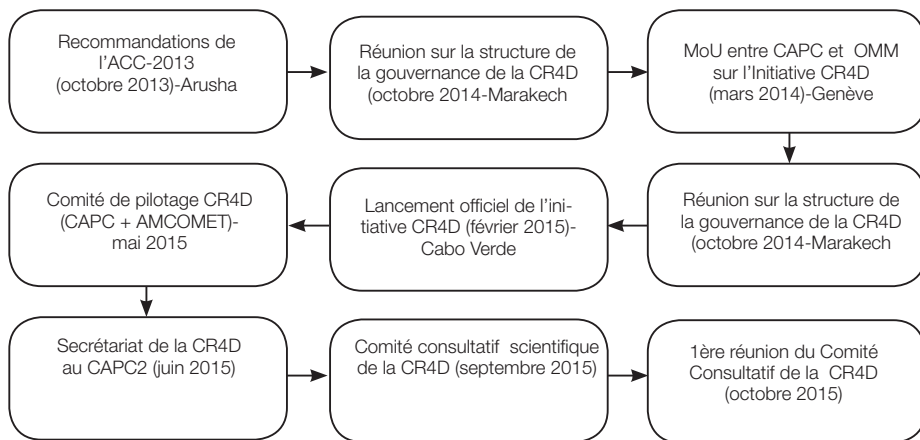 Recommandations de
l'ACC-2013
(octobre 2013)-Arusha
Réunion sur la structure de
la gouvernance de la CR4D
(octobre 2014-Marakech
MoU entre CAPC et OMM
sur l'Initiative CR4D
(mars 2014)-Genève
Réunion sur la structure de
la gouvernance de la CR4D
(octobre 2014-Marakech
Lancement officiel de l'ini-
tiative CR4D (février 2015)-
Cabo Verde
Comité de pilotage CR4D
(CAPC + AMCOMET)-
mai 2015
Secrétariat de la CR4D
au CAPC2 (juin 2015)
Comité consultatif scientifique
de la CR4D (septembre 2015)
1ère réunion du Comité
Consultatif de la CR4D
(octobre 2015)